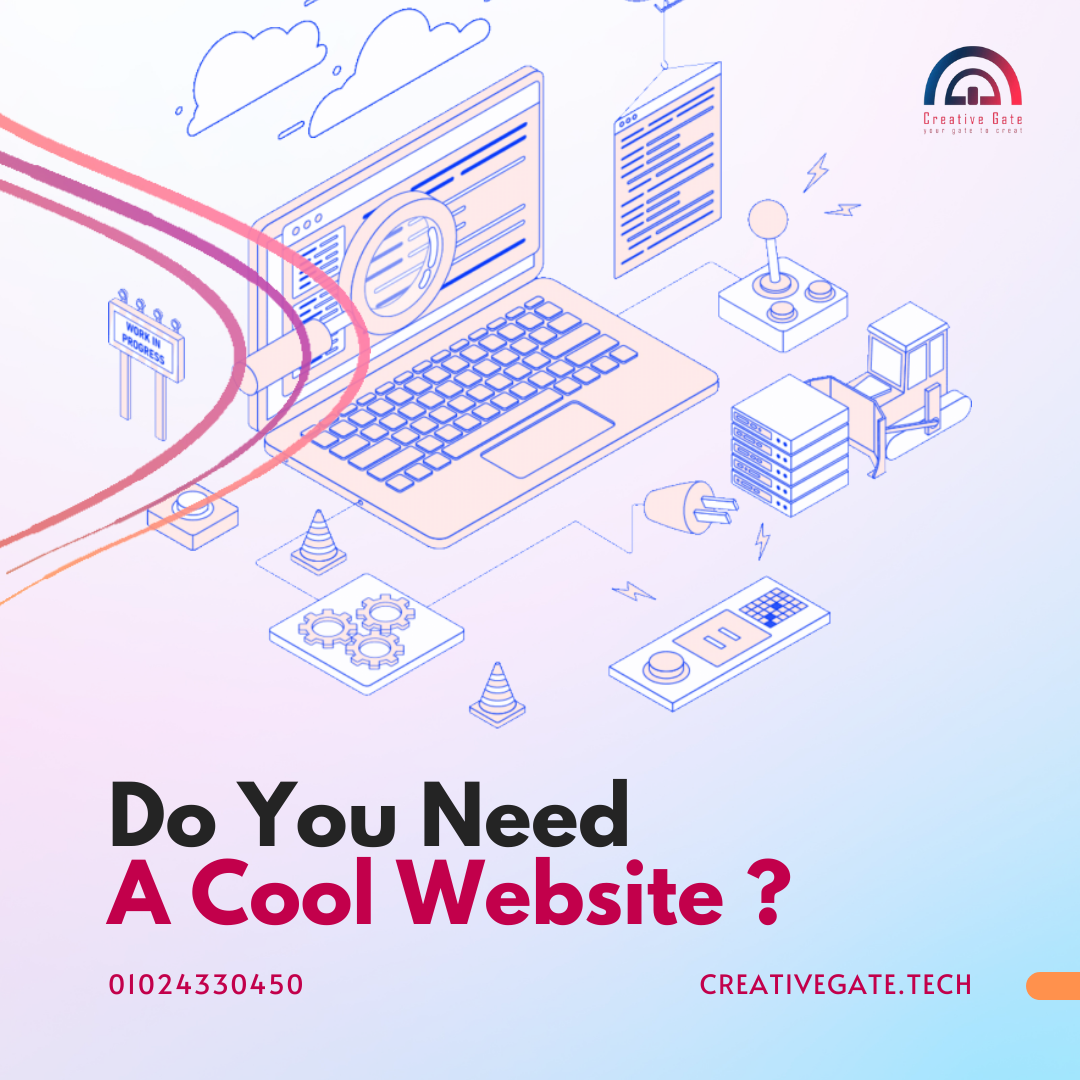 Creative Gate
your gate to creat
WORK IN
PROGRESS
Do You Need
A Cool Website ?
01024330450
CREATIVEGATE.TECH